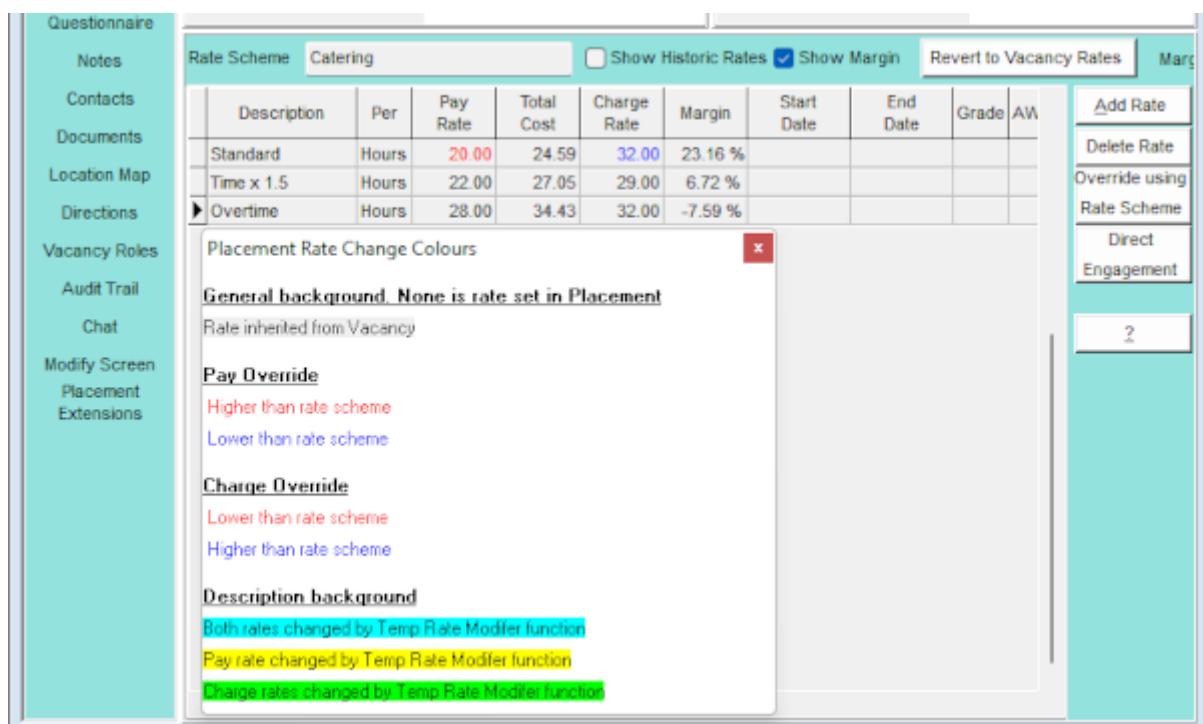 Questionnaire
Notes
Contacts
Documents
Location Map
Directions
Vacancy Roles
Audit Trail
Chat
Modify Screen
Placement
Extensions
Rate Scheme Catering Show Historic Rates Show Margin Revert to Vacancy Rates Marg
Description Per Pay Rate Total Cost Charge Rate Margin Start Date End Date Grade AW
Standard Hours 20.00 24.59 32.00 23.16 %
Time x 1.5 Hours 22.00 27.05 29.00 6.72 %
Overtime Hours 28.00 34.43 32.00 -7.59 %
Add Rate
Delete Rate
Override using
Rate Scheme
Direct
Engagement
?
Placement Rate Change Colours x
General background. None is rate set in Placement
Rate inherited from Vacancy
Pay Override
Higher than rate scheme
Lower than rate scheme
Charge Override
Lower than rate scheme
Higher than rate scheme
Description background
Both rates changed by Temp Rate Modifer function
Pay rate changed by Temp Rate Modifer function
Charge rates changed by Temp Rate Modifer function